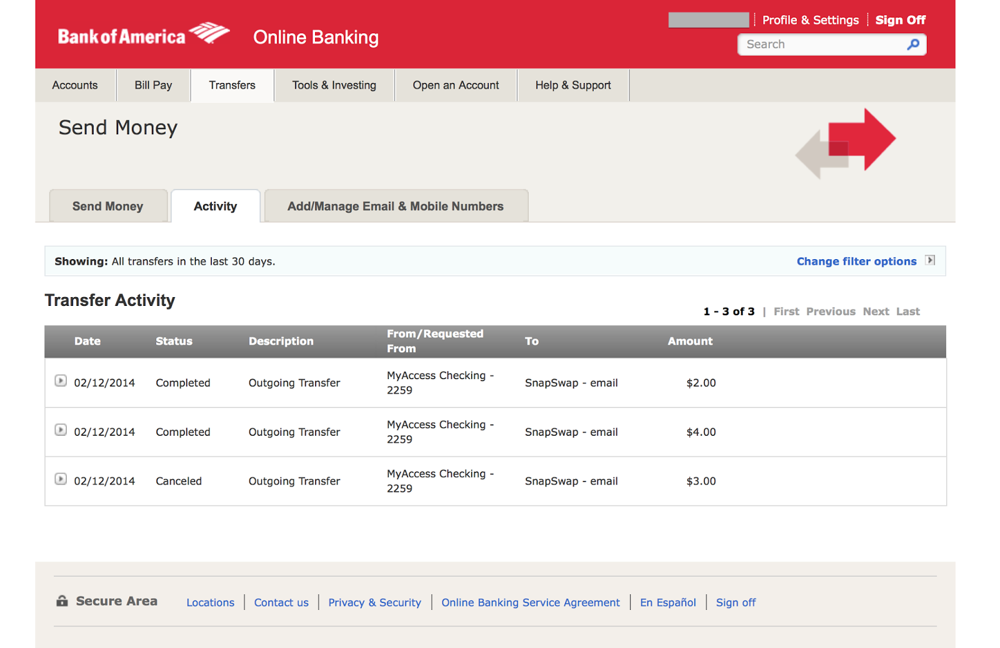 Bank of America Online Banking
Profile & Settings Sign Off
Search
Accounts Bill Pay Transfers Tools & Investing Open an Account Help & Support
Send Money
Send Money Activity Add/Manage Email & Mobile Numbers
Showing: All transfers in the last 30 days. Change filter options
Transfer Activity
1 - 3 of 3 | First Previous Next Last
Date Status Description From/Requested From To Amount
02/12/2014 Completed Outgoing Transfer MyAccess Checking - 2259 SnapSwap - email $2.00
02/12/2014 Completed Outgoing Transfer MyAccess Checking - 2259 SnapSwap - email $4.00
02/12/2014 Canceled Outgoing Transfer MyAccess Checking - 2259 SnapSwap - email $3.00
Secure Area Locations Contact us Privacy & Security Online Banking Service Agreement En Español Sign off